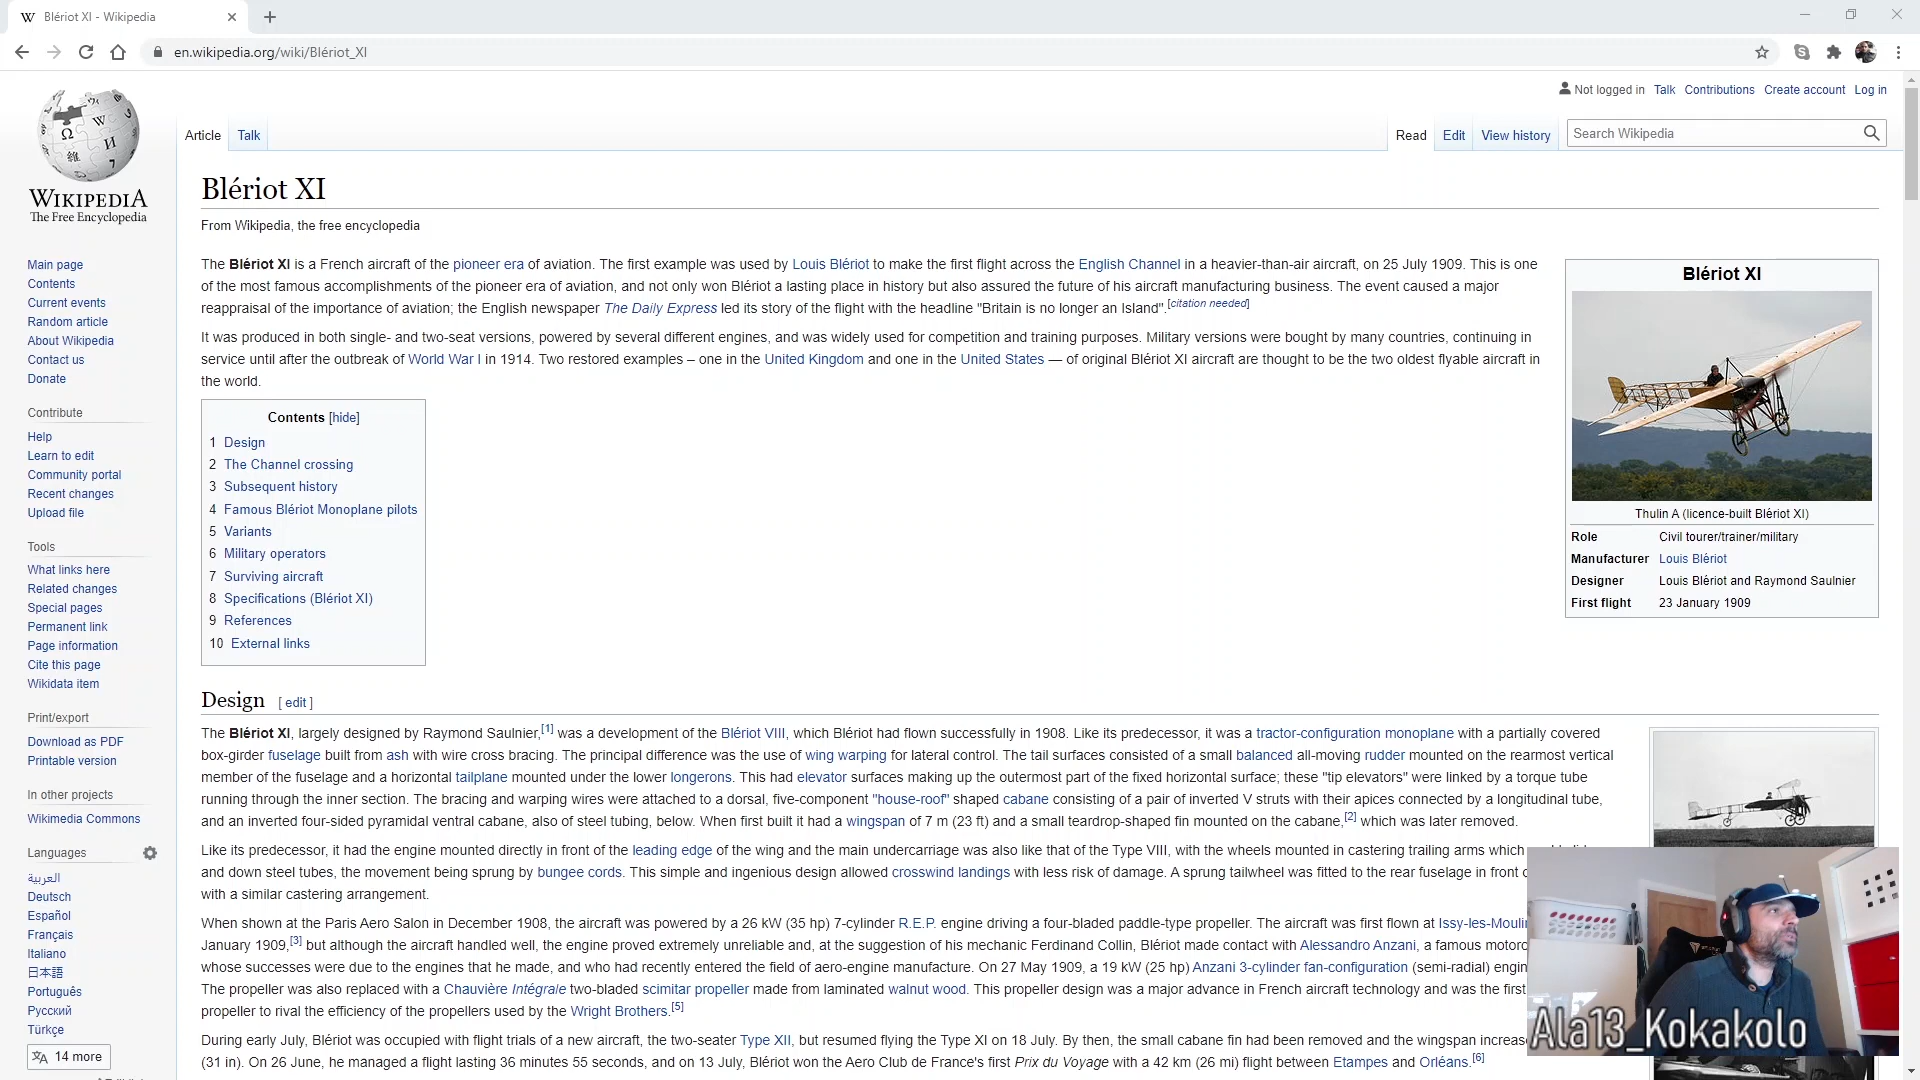 Blériot XI - Wikipedia
en.wikipedia.org/wiki/Blériot_XI
Not logged in Talk Contributions Create account Log in
Article Talk
Read Edit View history Search Wikipedia
WIKIPEDIA
The Free Encyclopedia
Main page
Contents
Current events
Random article
About Wikipedia
Contact us
Donate
Contribute
Help
Learn to edit
Community portal
Recent changes
Upload file
Tools
What links here
Related changes
Special pages
Permanent link
Page information
Cite this page
Wikidata item
Print/export
Download as PDF
Printable version
In other projects
Wikimedia Commons
Languages
العربية
Deutsch
Español
Français
Italiano
日本語
Português
Русский
Türkçe
14 more
Blériot XI
From Wikipedia, the free encyclopedia
The Blériot XI is a French aircraft of the pioneer era of aviation. The first example was used by Louis Blériot to make the first flight across the English Channel in a heavier-than-air aircraft, on 25 July 1909. This is one
of the most famous accomplishments of the pioneer era of aviation, and not only won Blériot a lasting place in history but also assured the future of his aircraft manufacturing business. The event caused a major
reappraisal of the importance of aviation; the English newspaper The Daily Express led its story of the flight with the headline "Britain is no longer an Island".[citation needed]
It was produced in both single- and two-seat versions, powered by several different engines, and was widely used for competition and training purposes. Military versions were bought by many countries, continuing in
service until after the outbreak of World War I in 1914. Two restored examples – one in the United Kingdom and one in the United States — of original Blériot XI aircraft are thought to be the two oldest flyable aircraft in
the world.
Contents [hide]
1 Design
2 The Channel crossing
3 Subsequent history
4 Famous Blériot Monoplane pilots
5 Variants
6 Military operators
7 Surviving aircraft
8 Specifications (Blériot XI)
9 References
10 External links
Blériot XI
Thulin A (licence-built Blériot XI)
Role Civil tourer/trainer/military
Manufacturer Louis Blériot
Designer Louis Blériot and Raymond Saulnier
First flight 23 January 1909
Design [ edit ]
The Blériot XI, largely designed by Raymond Saulnier,[1] was a development of the Blériot VIII, which Blériot had flown successfully in 1908. Like its predecessor, it was a tractor-configuration monoplane with a partially covered
box-girder fuselage built from ash with wire cross bracing. The principal difference was the use of wing warping for lateral control. The tail surfaces consisted of a small balanced all-moving rudder mounted on the rearmost vertical
member of the fuselage and a horizontal tailplane mounted under the lower longerons. This had elevator surfaces making up the outermost part of the fixed horizontal surface; these "tip elevators" were linked by a torque tube
running through the inner section. The bracing and warping wires were attached to a dorsal, five-component "house-roof" shaped cabane consisting of a pair of inverted V struts with their apices connected by a longitudinal tube,
and an inverted four-sided pyramidal ventral cabane, also of steel tubing, below. When first built it had a wingspan of 7 m (23 ft) and a small teardrop-shaped fin mounted on the cabane,[2] which was later removed.
Like its predecessor, it had the engine mounted directly in front of the leading edge of the wing and the main undercarriage was also like that of the Type VIII, with the wheels mounted in castering trailing arms which
and down steel tubes, the movement being sprung by bungee cords. This simple and ingenious design allowed crosswind landings with less risk of damage. A sprung tailwheel was fitted to the rear fuselage in front
with a similar castering arrangement.
When shown at the Paris Aero Salon in December 1908, the aircraft was powered by a 26 kW (35 hp) 7-cylinder R.E.P. engine driving a four-bladed paddle-type propeller. The aircraft was first flown at Issy-les-Mouli
January 1909,[3] but although the aircraft handled well, the engine proved extremely unreliable and, at the suggestion of his mechanic Ferdinand Collin, Blériot made contact with Alessandro Anzani, a famous motorc
whose successes were due to the engines that he made, and who had recently entered the field of aero-engine manufacture. On 27 May 1909, a 19 kW (25 hp) Anzani 3-cylinder fan-configuration (semi-radial) engin
The propeller was also replaced with a Chauvière Intégrale two-bladed scimitar propeller made from laminated walnut wood. This propeller design was a major advance in French aircraft technology and was the first
propeller to rival the efficiency of the propellers used by the Wright Brothers.[5]
During early July, Blériot was occupied with flight trials of a new aircraft, the two-seater Type XII, but resumed flying the Type XI on 18 July. By then, the small cabane fin had been removed and the wingspan increas
(31 in). On 26 June, he managed a flight lasting 36 minutes 55 seconds, and on 13 July, Blériot won the Aero Club de France's first Prix du Voyage with a 42 km (26 mi) flight between Etampes and Orléans.[6]
Ala13_Kokakolo